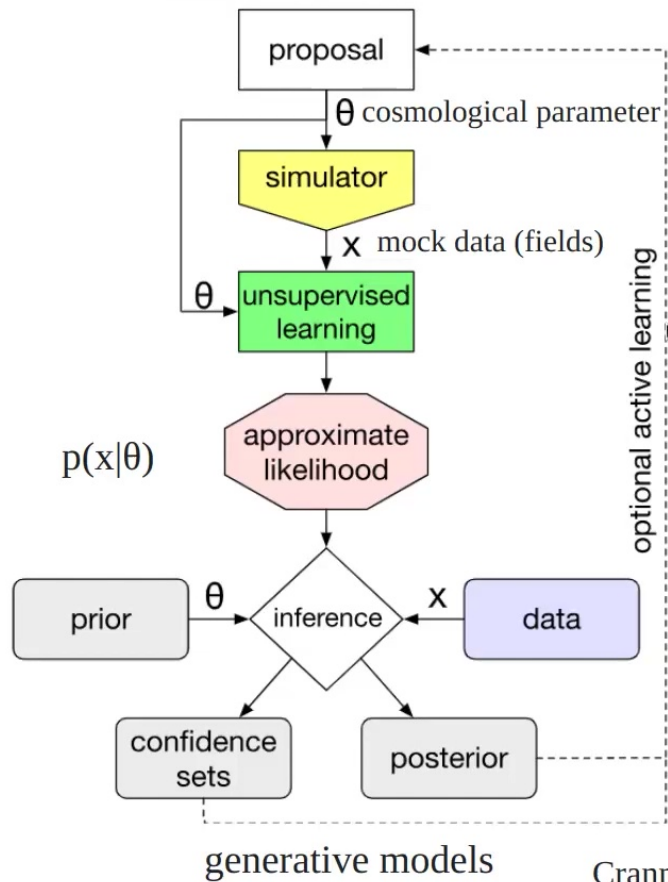 proposal
θ cosmological parameter
simulator
x mock data (fields)
θ
unsupervised
learning
optional active learning
approximate
likelihood
p(x|θ)
prior
θ
inference
x
data
confidence
sets
posterior
generative models